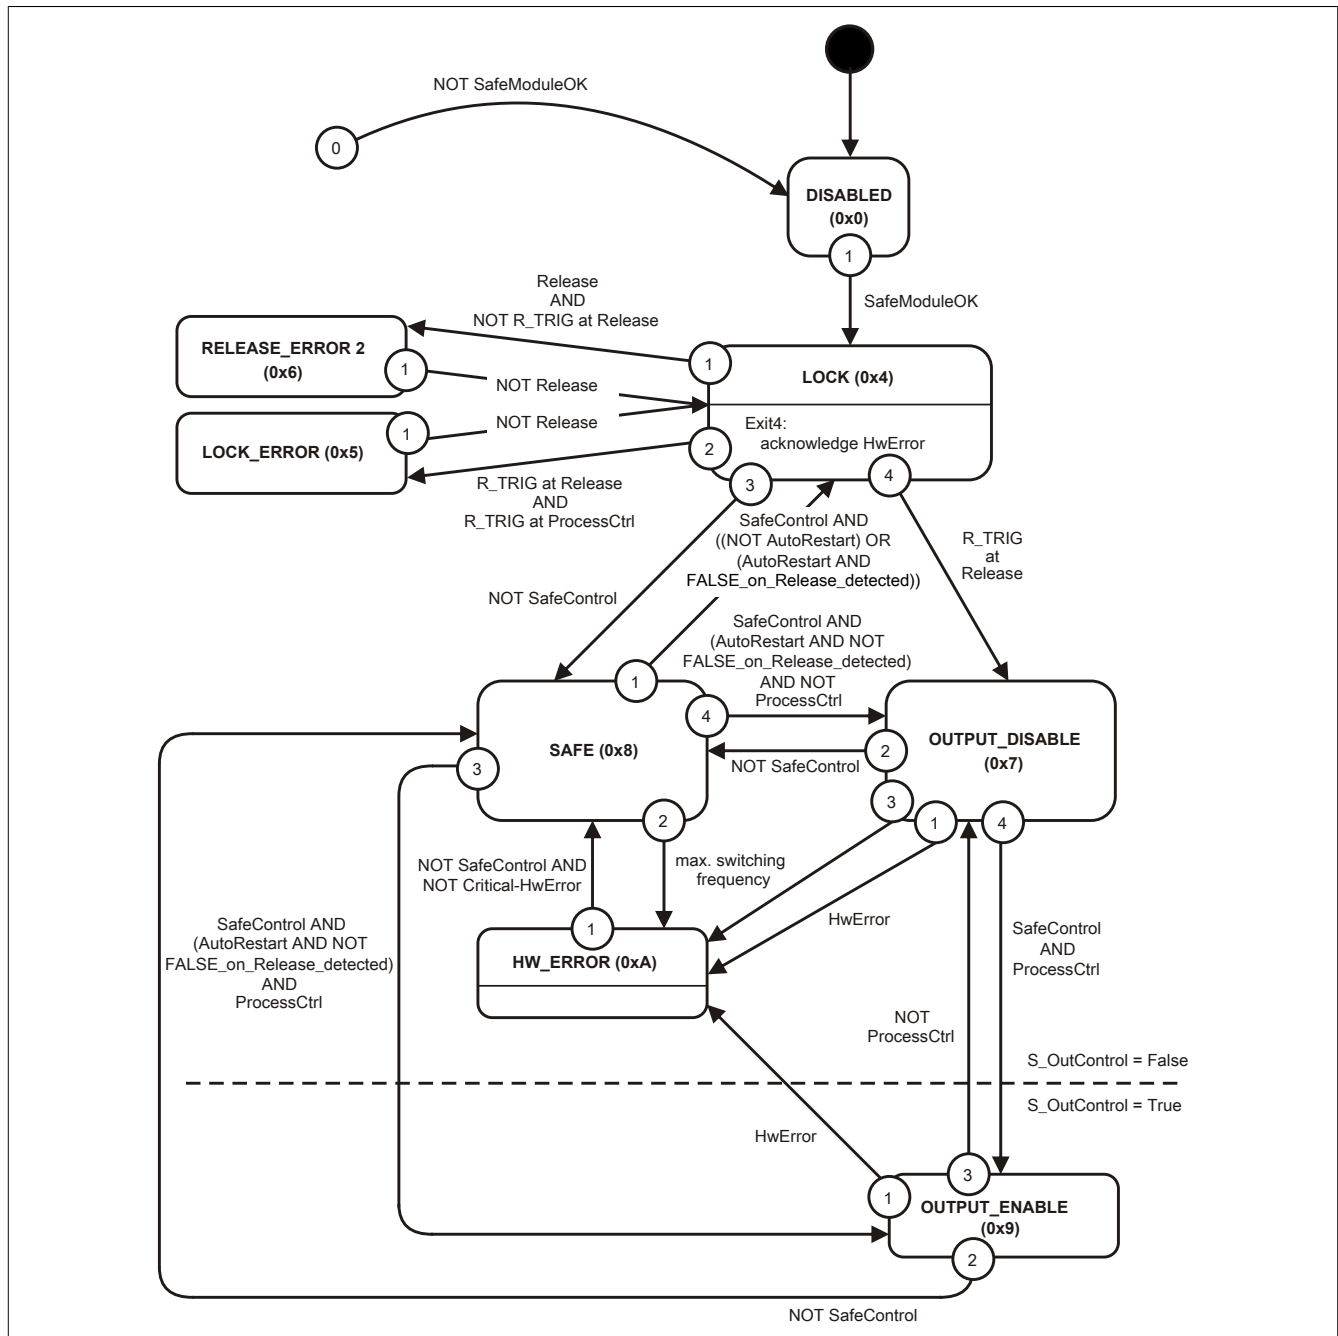 NOT SafeModuleOK
0
DISABLED
(0x0)
1
SafeModuleOK
Release
AND
NOT R_TRIG at Release
RELEASE_ERROR 2
(0x6)
1
NOT Release
1
LOCK (0x4)
LOCK_ERROR (0x5)
1
NOT Release
2
Exit4:
acknowledge HwError
R_TRIG at Release
AND
R_TRIG at ProcessCtrl
3
4
SafeControl AND
((NOT AutoRestart) OR
(AutoRestart AND
FALSE_on_Release_detected))
R_TRIG
at
Release
NOT SafeControl
SafeControl AND
(AutoRestart AND NOT
FALSE_on_Release_detected)
AND NOT
ProcessCtrl
1
4
SAFE (0x8)
3
2
OUTPUT_DISABLE
(0x7)
2
NOT SafeControl
3
1
4
NOT SafeControl AND
NOT Critical-HwError
max. switching
frequency
HwError
1
HW_ERROR (0xA)
SafeControl AND
(AutoRestart AND NOT
FALSE_on_Release_detected)
AND
ProcessCtrl
SafeControl
AND
ProcessCtrl
NOT
ProcessCtrl
S_OutControl = False
S_OutControl = True
HwError
3
1
OUTPUT_ENABLE
(0x9)
2
NOT SafeControl